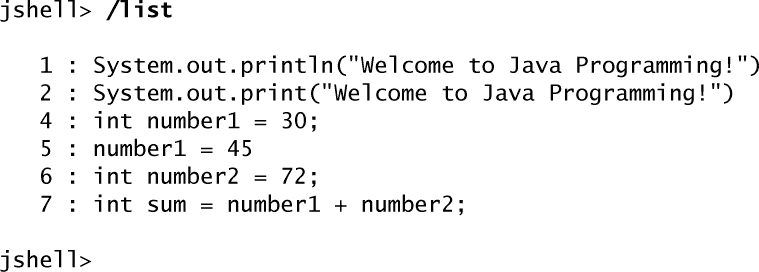 jshell> /list
1 : System.out.println("Welcome to Java Programming!")
2 : System.out.print("Welcome to Java Programming!")
4 : int number1 = 30;
5 : number1 = 45
6 : int number2 = 72;
7 : int sum = number1 + number2;
jshell>